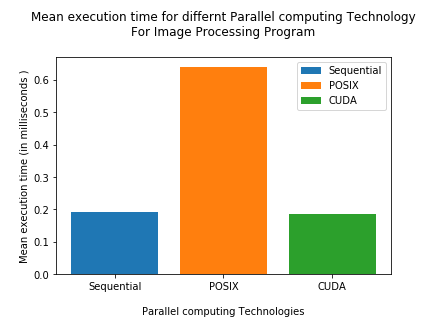 Mean execution time for differnt Parallel computing Technology
For Image Processing Program
Mean execution time (in milliseconds )
0.6
0.5
0.4
0.3
0.2
0.1
0.0
Sequential
POSIX
CUDA
Sequential
POSIX
CUDA
Parallel computing Technologies